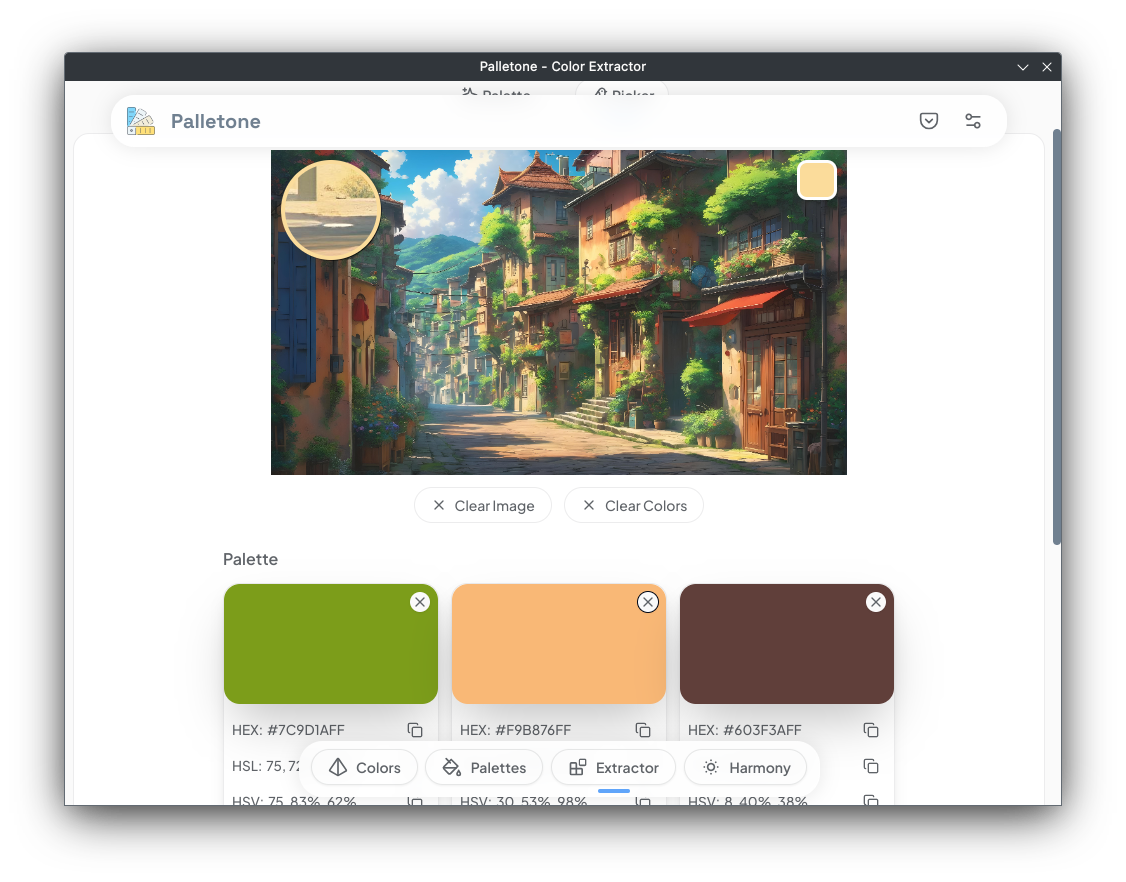 Palletone - Color Extractor
Palette Picker
Palletone
Clear Image Clear Colors
Palette
HEX: #7C9D1AFF HEX: #F9B876FF HEX: #603F3AFF
HSL: 75, 72
Colors Palettes Extractor Harmony
HSV: 75, 83%, 62% HSV: 30, 53%, 98% HSV: 8, 40%, 38%